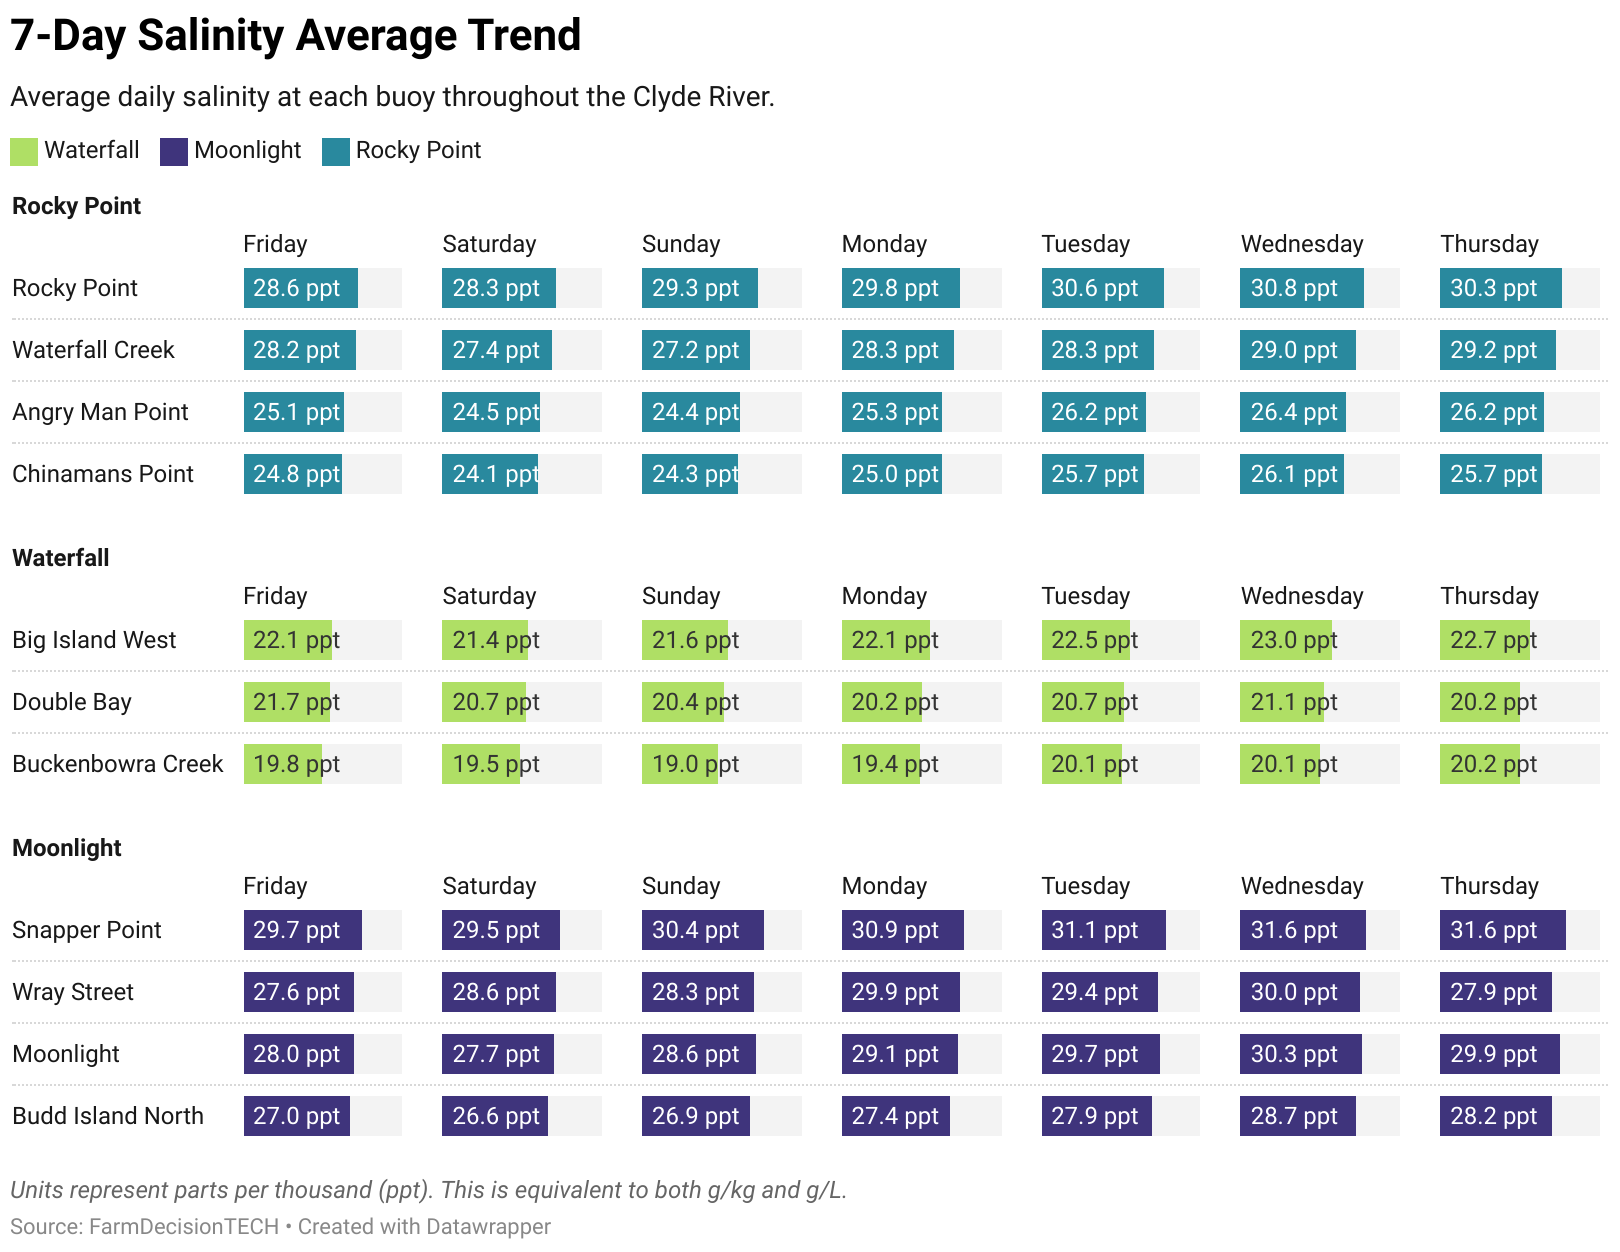 7-Day Salinity Average Trend
Average daily salinity at each buoy throughout the Clyde River.
Waterfall Moonlight Rocky Point
Rocky Point
Friday Saturday Sunday Monday Tuesday Wednesday Thursday
Rocky Point 28.6 ppt 28.3 ppt 29.3 ppt 29.8 ppt 30.6 ppt 30.8 ppt 30.3 ppt
Waterfall Creek 28.2 ppt 27.4 ppt 27.2 ppt 28.3 ppt 28.3 ppt 29.0 ppt 29.2 ppt
Angry Man Point 25.1 ppt 24.5 ppt 24.4 ppt 25.3 ppt 26.2 ppt 26.4 ppt 26.2 ppt
Chinamans Point 24.8 ppt 24.1 ppt 24.3 ppt 25.0 ppt 25.7 ppt 26.1 ppt 25.7 ppt
Waterfall
Friday Saturday Sunday Monday Tuesday Wednesday Thursday
Big Island West 22.1 ppt 21.4 ppt 21.6 ppt 22.1 ppt 22.5 ppt 23.0 ppt 22.7 ppt
Double Bay 21.7 ppt 20.7 ppt 20.4 ppt 20.2 ppt 20.7 ppt 21.1 ppt 20.2 ppt
Buckenbowra Creek 19.8 ppt 19.5 ppt 19.0 ppt 19.4 ppt 20.1 ppt 20.1 ppt 20.2 ppt
Moonlight
Friday Saturday Sunday Monday Tuesday Wednesday Thursday
Snapper Point 29.7 ppt 29.5 ppt 30.4 ppt 30.9 ppt 31.1 ppt 31.6 ppt 31.6 ppt
Wray Street 27.6 ppt 28.6 ppt 28.3 ppt 29.9 ppt 29.4 ppt 30.0 ppt 27.9 ppt
Moonlight 28.0 ppt 27.7 ppt 28.6 ppt 29.1 ppt 29.7 ppt 30.3 ppt 29.9 ppt
Budd Island North 27.0 ppt 26.6 ppt 26.9 ppt 27.4 ppt 27.9 ppt 28.7 ppt 28.2 ppt
Units represent parts per thousand (ppt). This is equivalent to both g/kg and g/L.
Source: FarmDecisionTECH • Created with Datawrapper